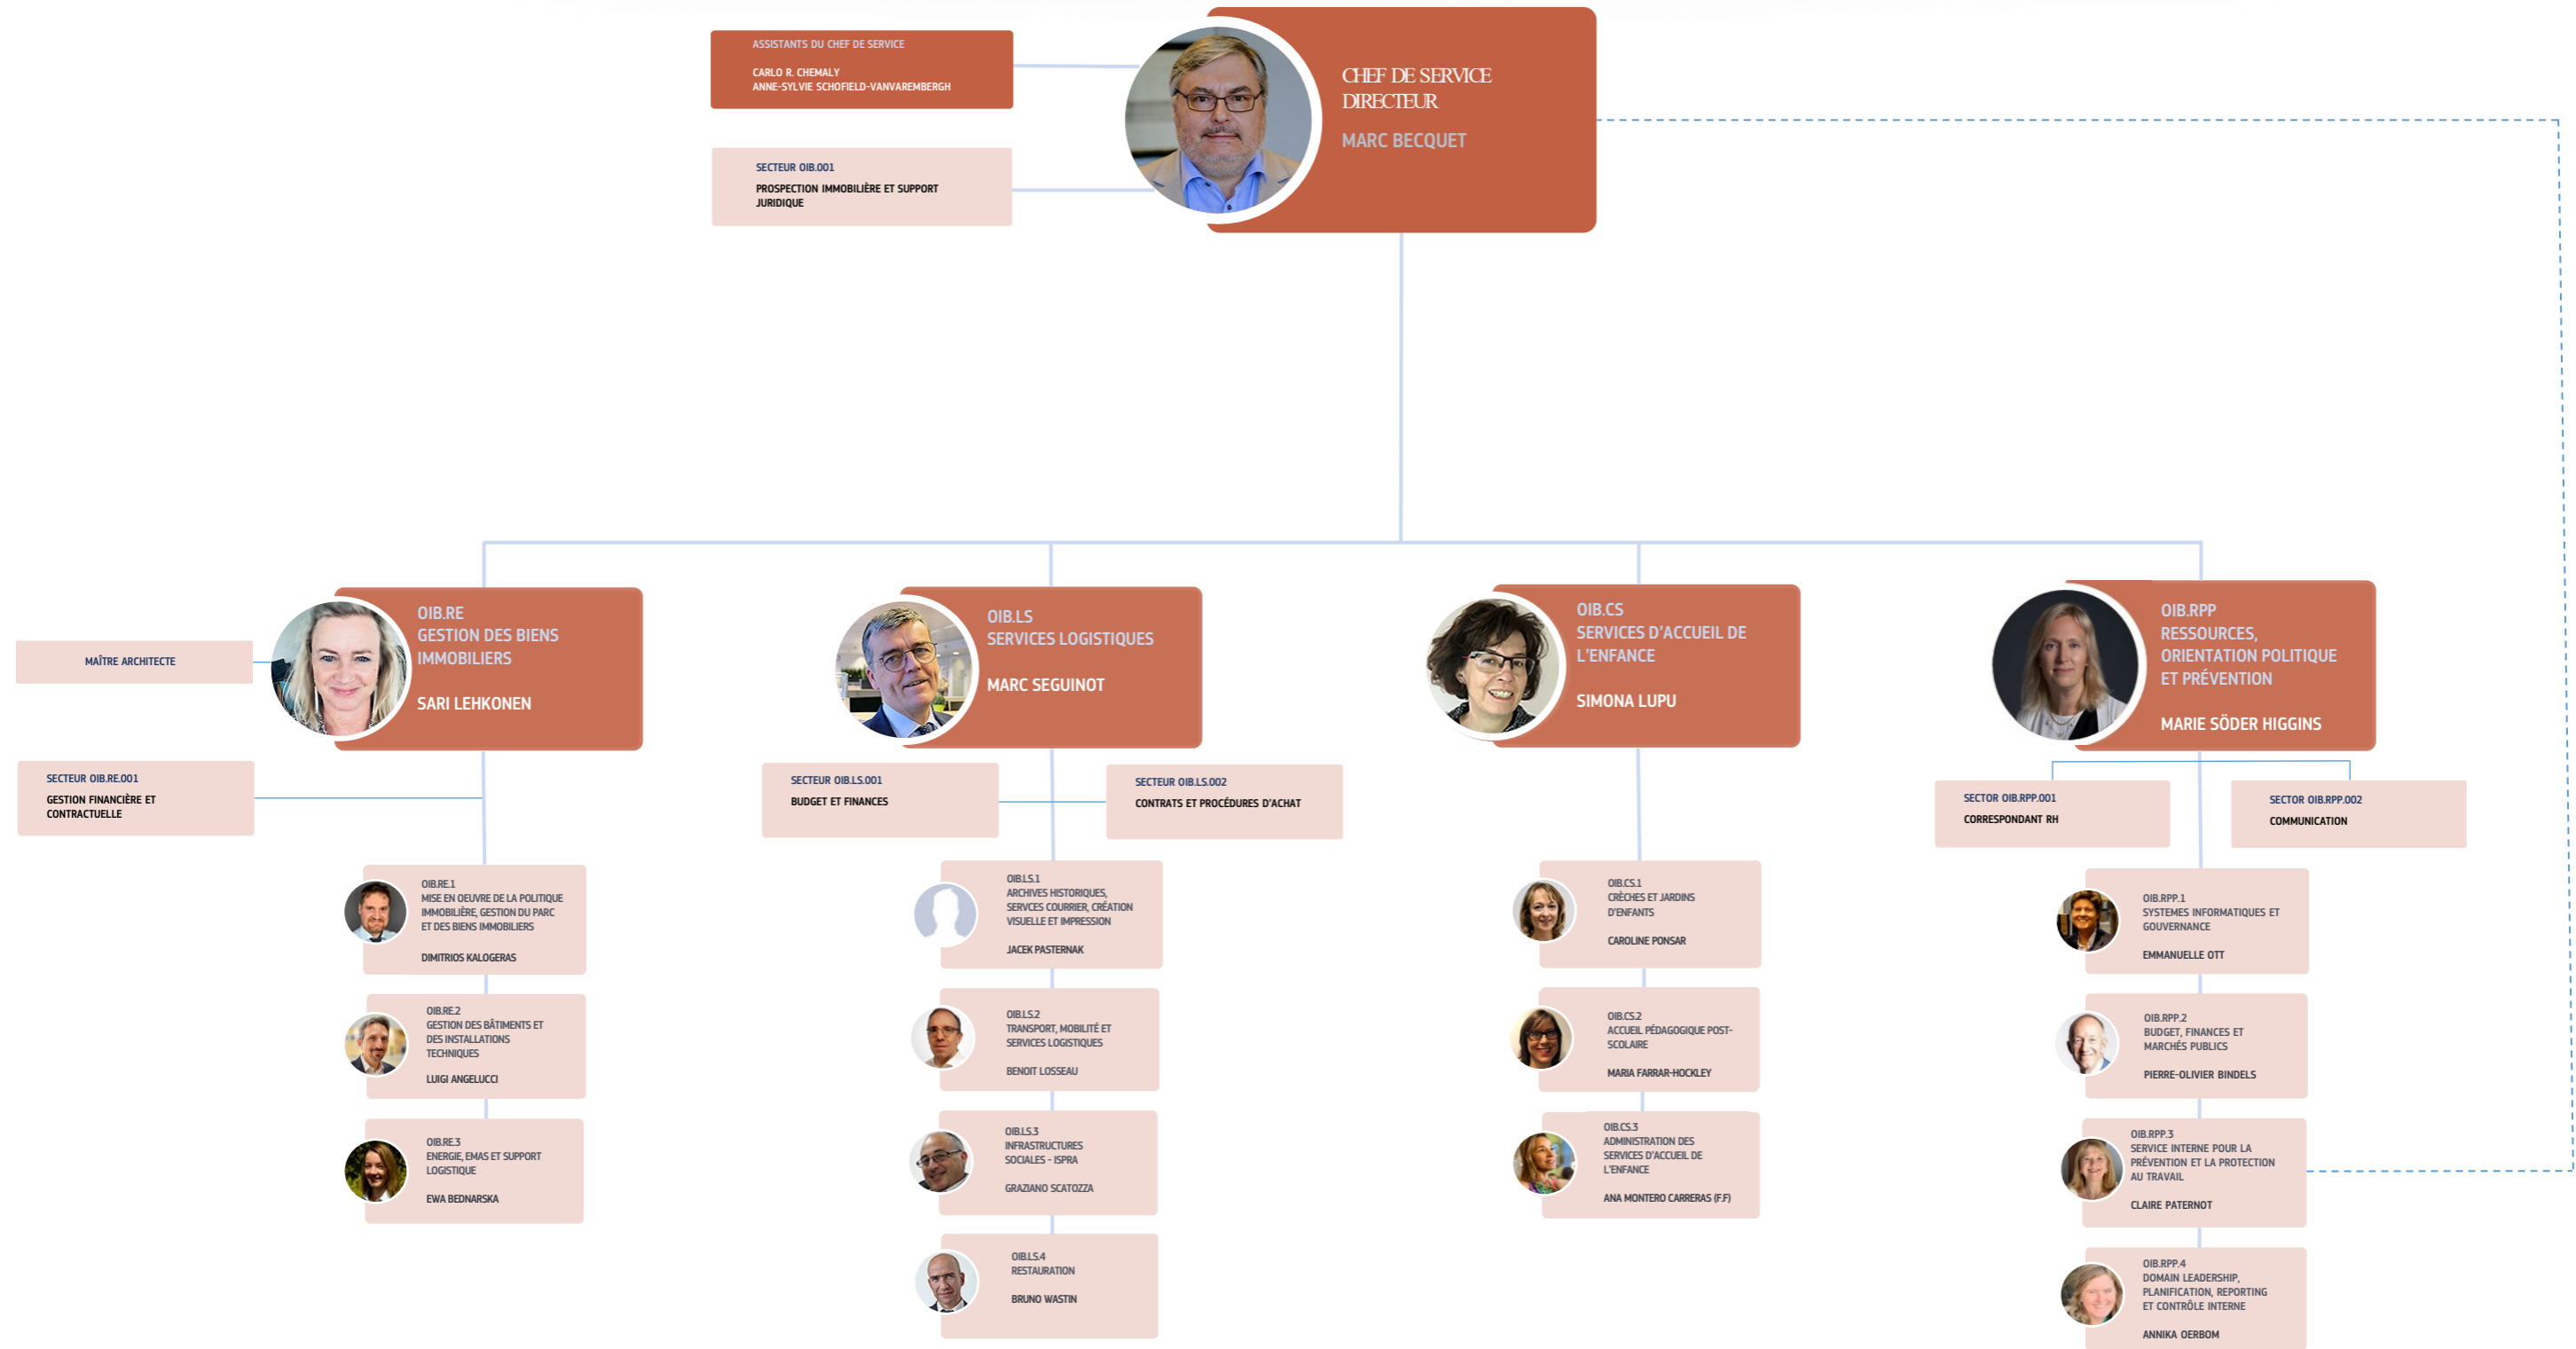 ASSISTANTS DU CHEF DE SERVICE
CARLO R. CHEMALY
ANNE-SYLVIE SCHOFIELD-VANVAREMBERGH
SECTEUR OIB.001
PROSPECTION IMMOBILIÈRE ET SUPPORT
JURIDIQUE
CHEF DE SERVICE
DIRECTEUR
MARC BECQUET
MAÎTRE ARCHITECTE
OIB.RE
GESTION DES BIENS
IMMOBILIERS
SARI LEHKONEN
SECTEUR OIB.RE.001
GESTION FINANCIÈRE ET
CONTRACTUELLE
OIB.RE.1
MISE EN OEUVRE DE LA POLITIQUE
IMMOBILIÈRE, GESTION DU PARC
ET DES BIENS IMMOBILIERS
DIMITRIOS KALOGERAS
OIB.RE.2
GESTION DES BÂTIMENTS ET
DES INSTALLATIONS
TECHNIQUES
LUIGI ANGELUCCI
OIB.RE.3
ENERGIE, EMAS ET SUPPORT
LOGISTIQUE
EWA BEDNARSKA
OIB.LS
SERVICES LOGISTIQUES
MARC SEGUINOT
SECTEUR OIB.LS.001
BUDGET ET FINANCES
SECTEUR OIB.LS.002
CONTRATS ET PROCÉDURES D'ACHAT
OIB.LS.1
ARCHIVES HISTORIQUES,
SERVCES COURRIER, CRÉATION
VISUELLE ET IMPRESSION
JACEK PASTERNAK
OIB.LS.2
TRANSPORT, MOBILITÉ ET
SERVICES LOGISTIQUES
BENOIT LOSSEAU
OIB.LS.3
INFRASTRUCTURES
SOCIALES - ISPRA
GRAZIANO SCATOZZA
OIB.LS.4
RESTAURATION
BRUNO WASTIN
OIB.CS
SERVICES D'ACCUEIL DE
L'ENFANCE
SIMONA LUPU
OIB.CS.1
CRÈCHES ET JARDINS
D'ENFANTS
CAROLINE PONSAR
OIB.CS.2
ACCUEIL PÉDAGOGIQUE POST-
SCOLAIRE
MARIA FARRAR-HOCKLEY
OIB.CS.3
ADMINISTRATION DES
SERVICES D'ACCUEIL DE
L'ENFANCE
ANA MONTERO CARRERAS (F.F)
OIB.RPP
RESSOURCES,
ORIENTATION POLITIQUE
ET PRÉVENTION
MARIE SÖDER HIGGINS
SECTOR OIB.RPP.001
CORRESPONDANT RH
SECTOR OIB.RPP.002
COMMUNICATION
OIB.RPP.1
SYSTEMES INFORMATIQUES ET
GOUVERNANCE
EMMANUELLE OTT
OIB.RPP.2
BUDGET, FINANCES ET
MARCHÉS PUBLICS
PIERRE-OLIVIER BINDELS
OIB.RPP.3
SERVICE INTERNE POUR LA
PRÉVENTION ET LA PROTECTION
AU TRAVAIL
CLAIRE PATERNOT
OIB.RPP.4
DOMAIN LEADERSHIP,
PLANIFICATION, REPORTING
ET CONTRÔLE INTERNE
ANNIKA OERBOM